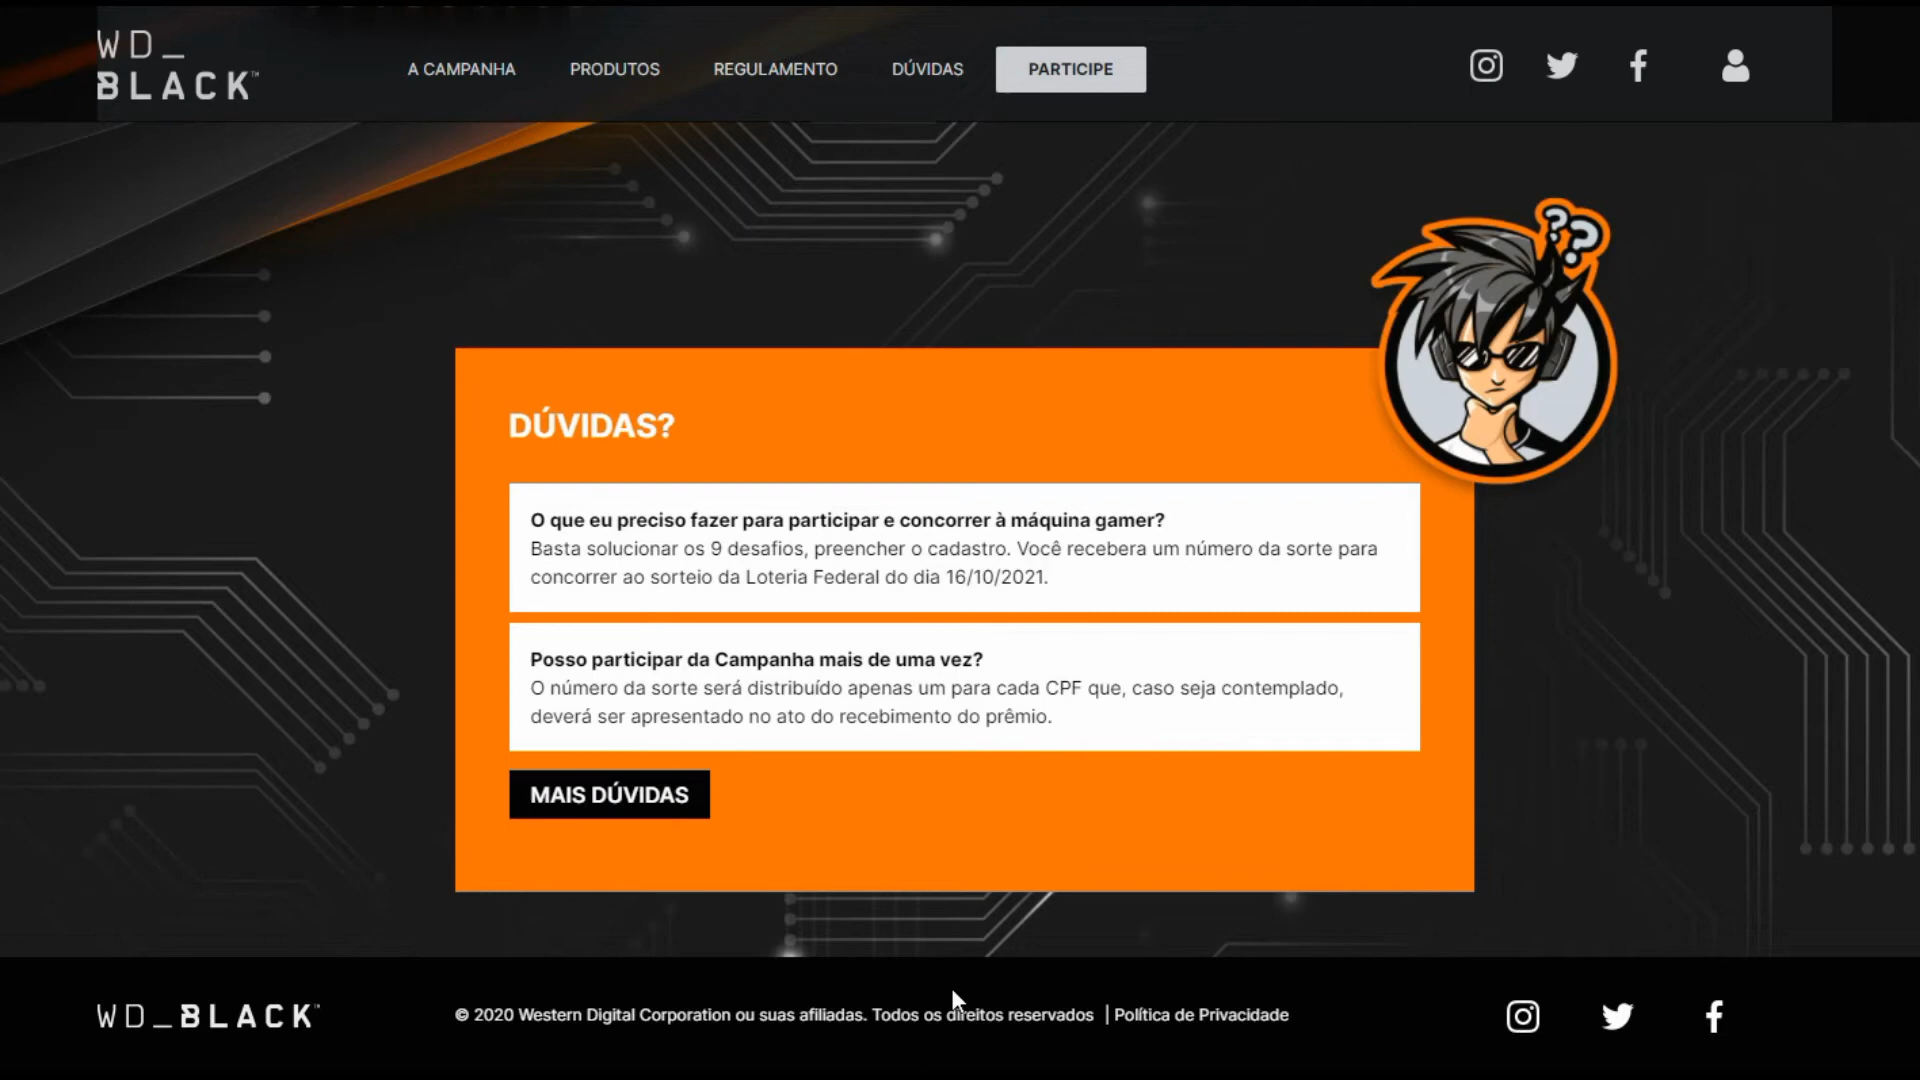 WD_
BLACK™
A CAMPANHA PRODUTOS REGULAMENTO DÚVIDAS PARTICIPE
??
DÚVIDAS?
O que eu preciso fazer para participar e concorrer à máquina gamer?
Basta solucionar os 9 desafios, preencher o cadastro. Você recebera um número da sorte para
concorrer ao sorteio da Loteria Federal do dia 16/10/2021.
Posso participar da Campanha mais de uma vez?
O número da sorte será distribuído apenas um para cada CPF que, caso seja contemplado,
deverá ser apresentado no ato do recebimento do prêmio.
MAIS DÚVIDAS
WD_BLACK™ © 2020 Western Digital Corporation ou suas afiliadas. Todos os direitos reservados | Política de Privacidade